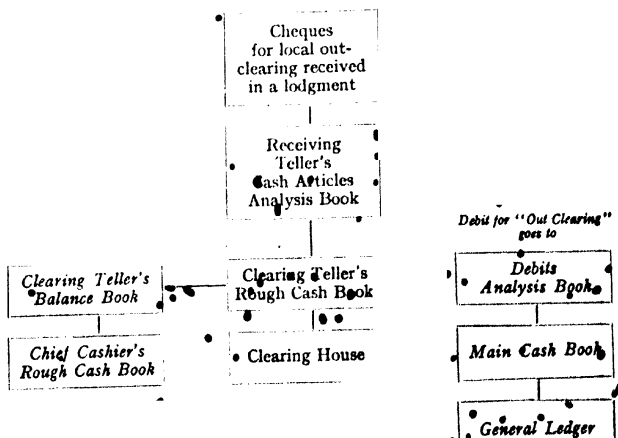 Cheques
for local out-
clearing received
in a lodgment
Receiving
Teller's
Cash Articles
Analysis Book
Clearing Teller's
Rough Cash Book
Clearing House
Clearing Teller's
Balance Book
Chief Cashier's
Rough Cash Book
Debit for "Out Clearing"
goes to
Debits
Analysis Book
Main Cash Book
General Ledger